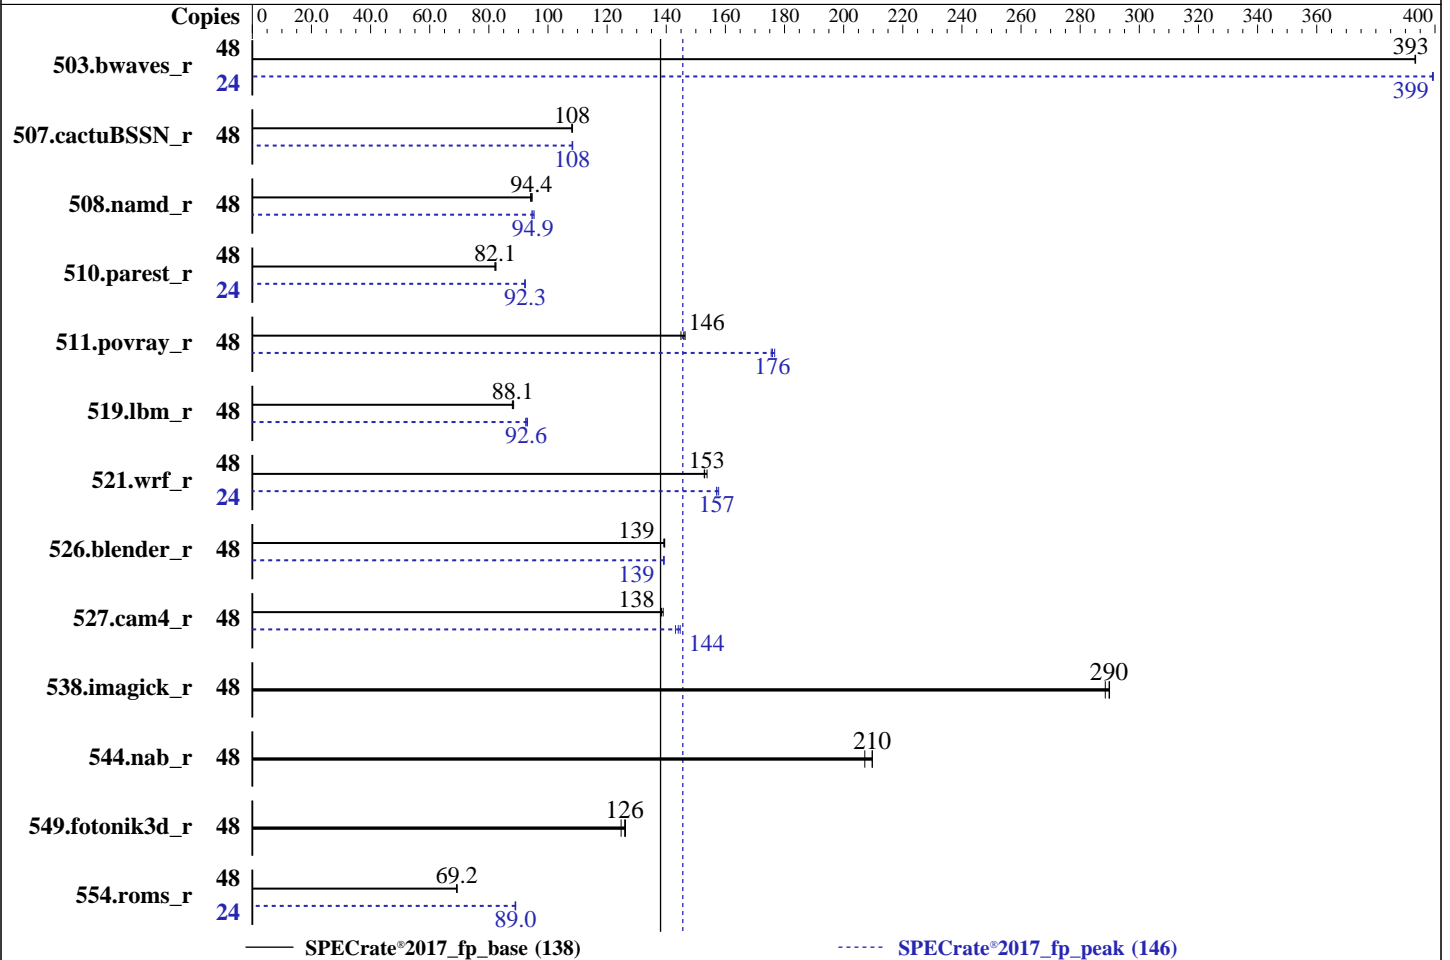 Copies 0 20.0 40.0 60.0 80.0 100 120 140 160 180 200 220 240 260 280 300 320 340 360 400
503.bwaves_r 48 393
24 399
507.cactuBSSN_r 48 108
108
508.namd_r 48 94.4
94.9
510.parest_r 48 82.1
24 92.3
511.povray_r 48 146
176
519.lbm_r 48 88.1
92.6
521.wrf_r 48 153
24 157
526.blender_r 48 139
139
527.cam4_r 48 138
144
538.imagick_r 48 290
544.nab_r 48 210
549.fotonik3d_r 48 126
554.roms_r 48 69.2
24 89.0
SPECrate®2017_fp_base (138) SPECrate®2017_fp_peak (146)